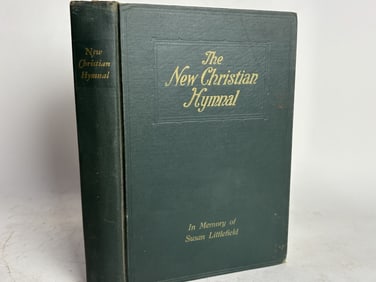 New
Christian
Hymnal
The
New Christian
Hymnal
In Memory of
Susan Littlefield